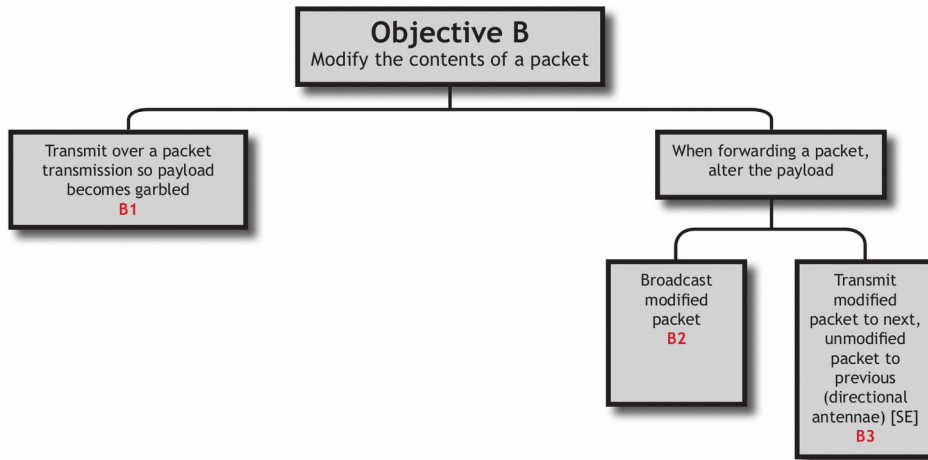 Objective B
Modify the contents of a packet
Transmit over a packet
transmission so payload
becomes garbled
B1
When forwarding a packet,
alter the payload
Broadcast
modified
packet
B2
Transmit
modified
packet to next,
unmodified
packet to
previous
(directional
antennae) [SE]
B3